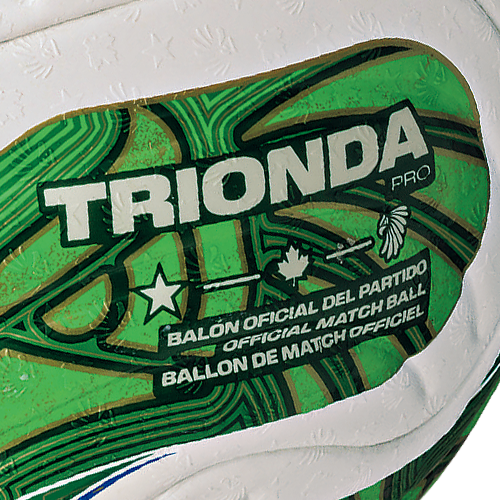 TRIONDA
PRO
BALÓN OFICIAL DEL PARTIDO
OFFICIAL MATCH BALL
BALLON DE MATCH OFFICIEL